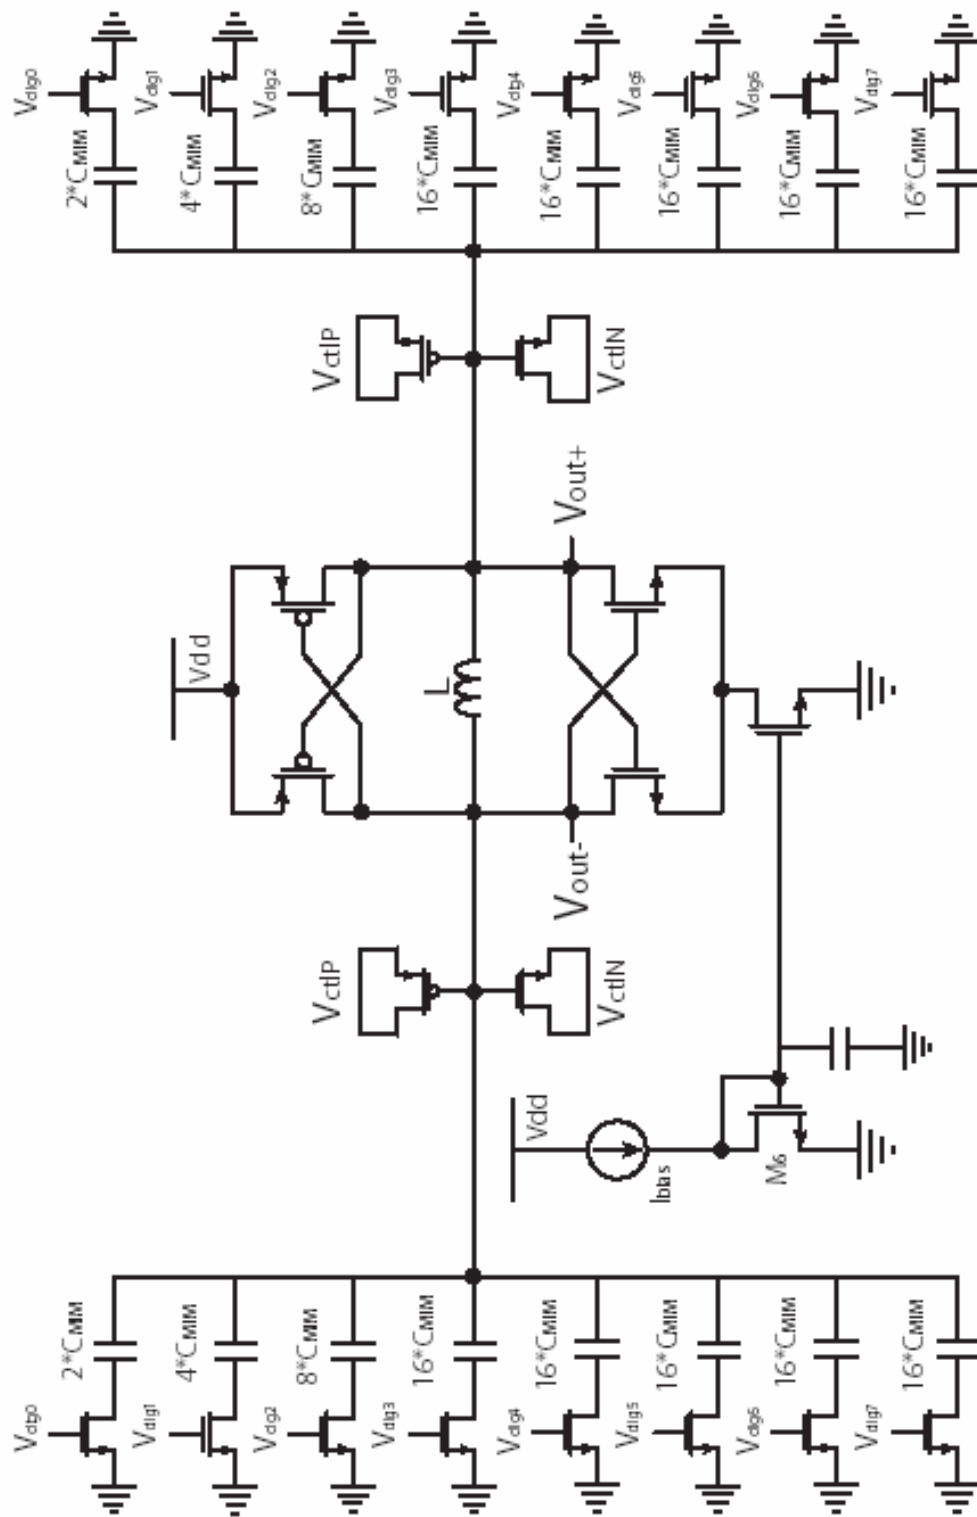 Vdig0
2*CMIM
2*CMIM
Vdig0
Vdig1
4*CMIM
4*CMIM
Vdig1
Vdd
Vdig2
8*CMIM
8*CMIM
Vdig2
VctlP
VctlP
Vdig3
16*CMIM
L
16*CMIM
Vdig3
Vdig4
16*CMIM
Vdd
Vout-
Vout+
16*CMIM
Vdig4
VctlN
VctlN
Vdig5
16*CMIM
Ibias
16*CMIM
Vdig5
Vdig6
16*CMIM
M6
16*CMIM
Vdig6
Vdig7
16*CMIM
16*CMIM
Vdig7